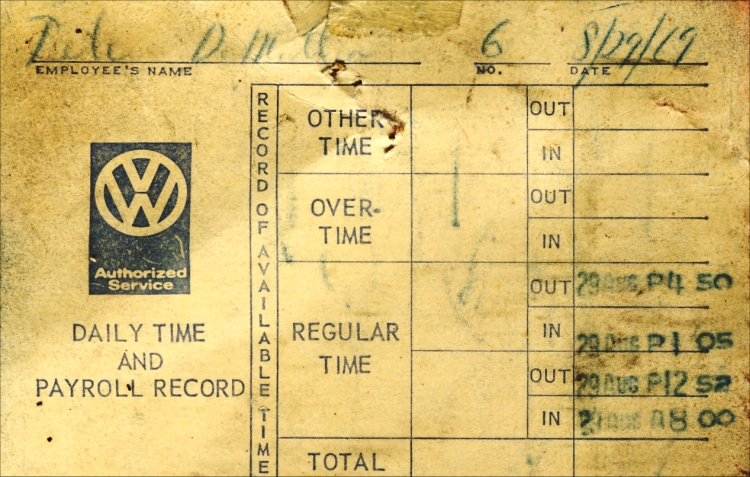 6 8/29/69
EMPLOYEE'S NAME NO. DATE
RECORD OF AVAILABLE TIME
OTHER TIME
OUT
IN
OVER-TIME
OUT
IN
VW
Authorized
Service
DAILY TIME
AND
PAYROLL RECORD
REGULAR TIME
OUT 29 AUG P4 50
IN 29 AUG P1 05
OUT 29 AUG P12 52
IN 29 AUG A8 00
TOTAL